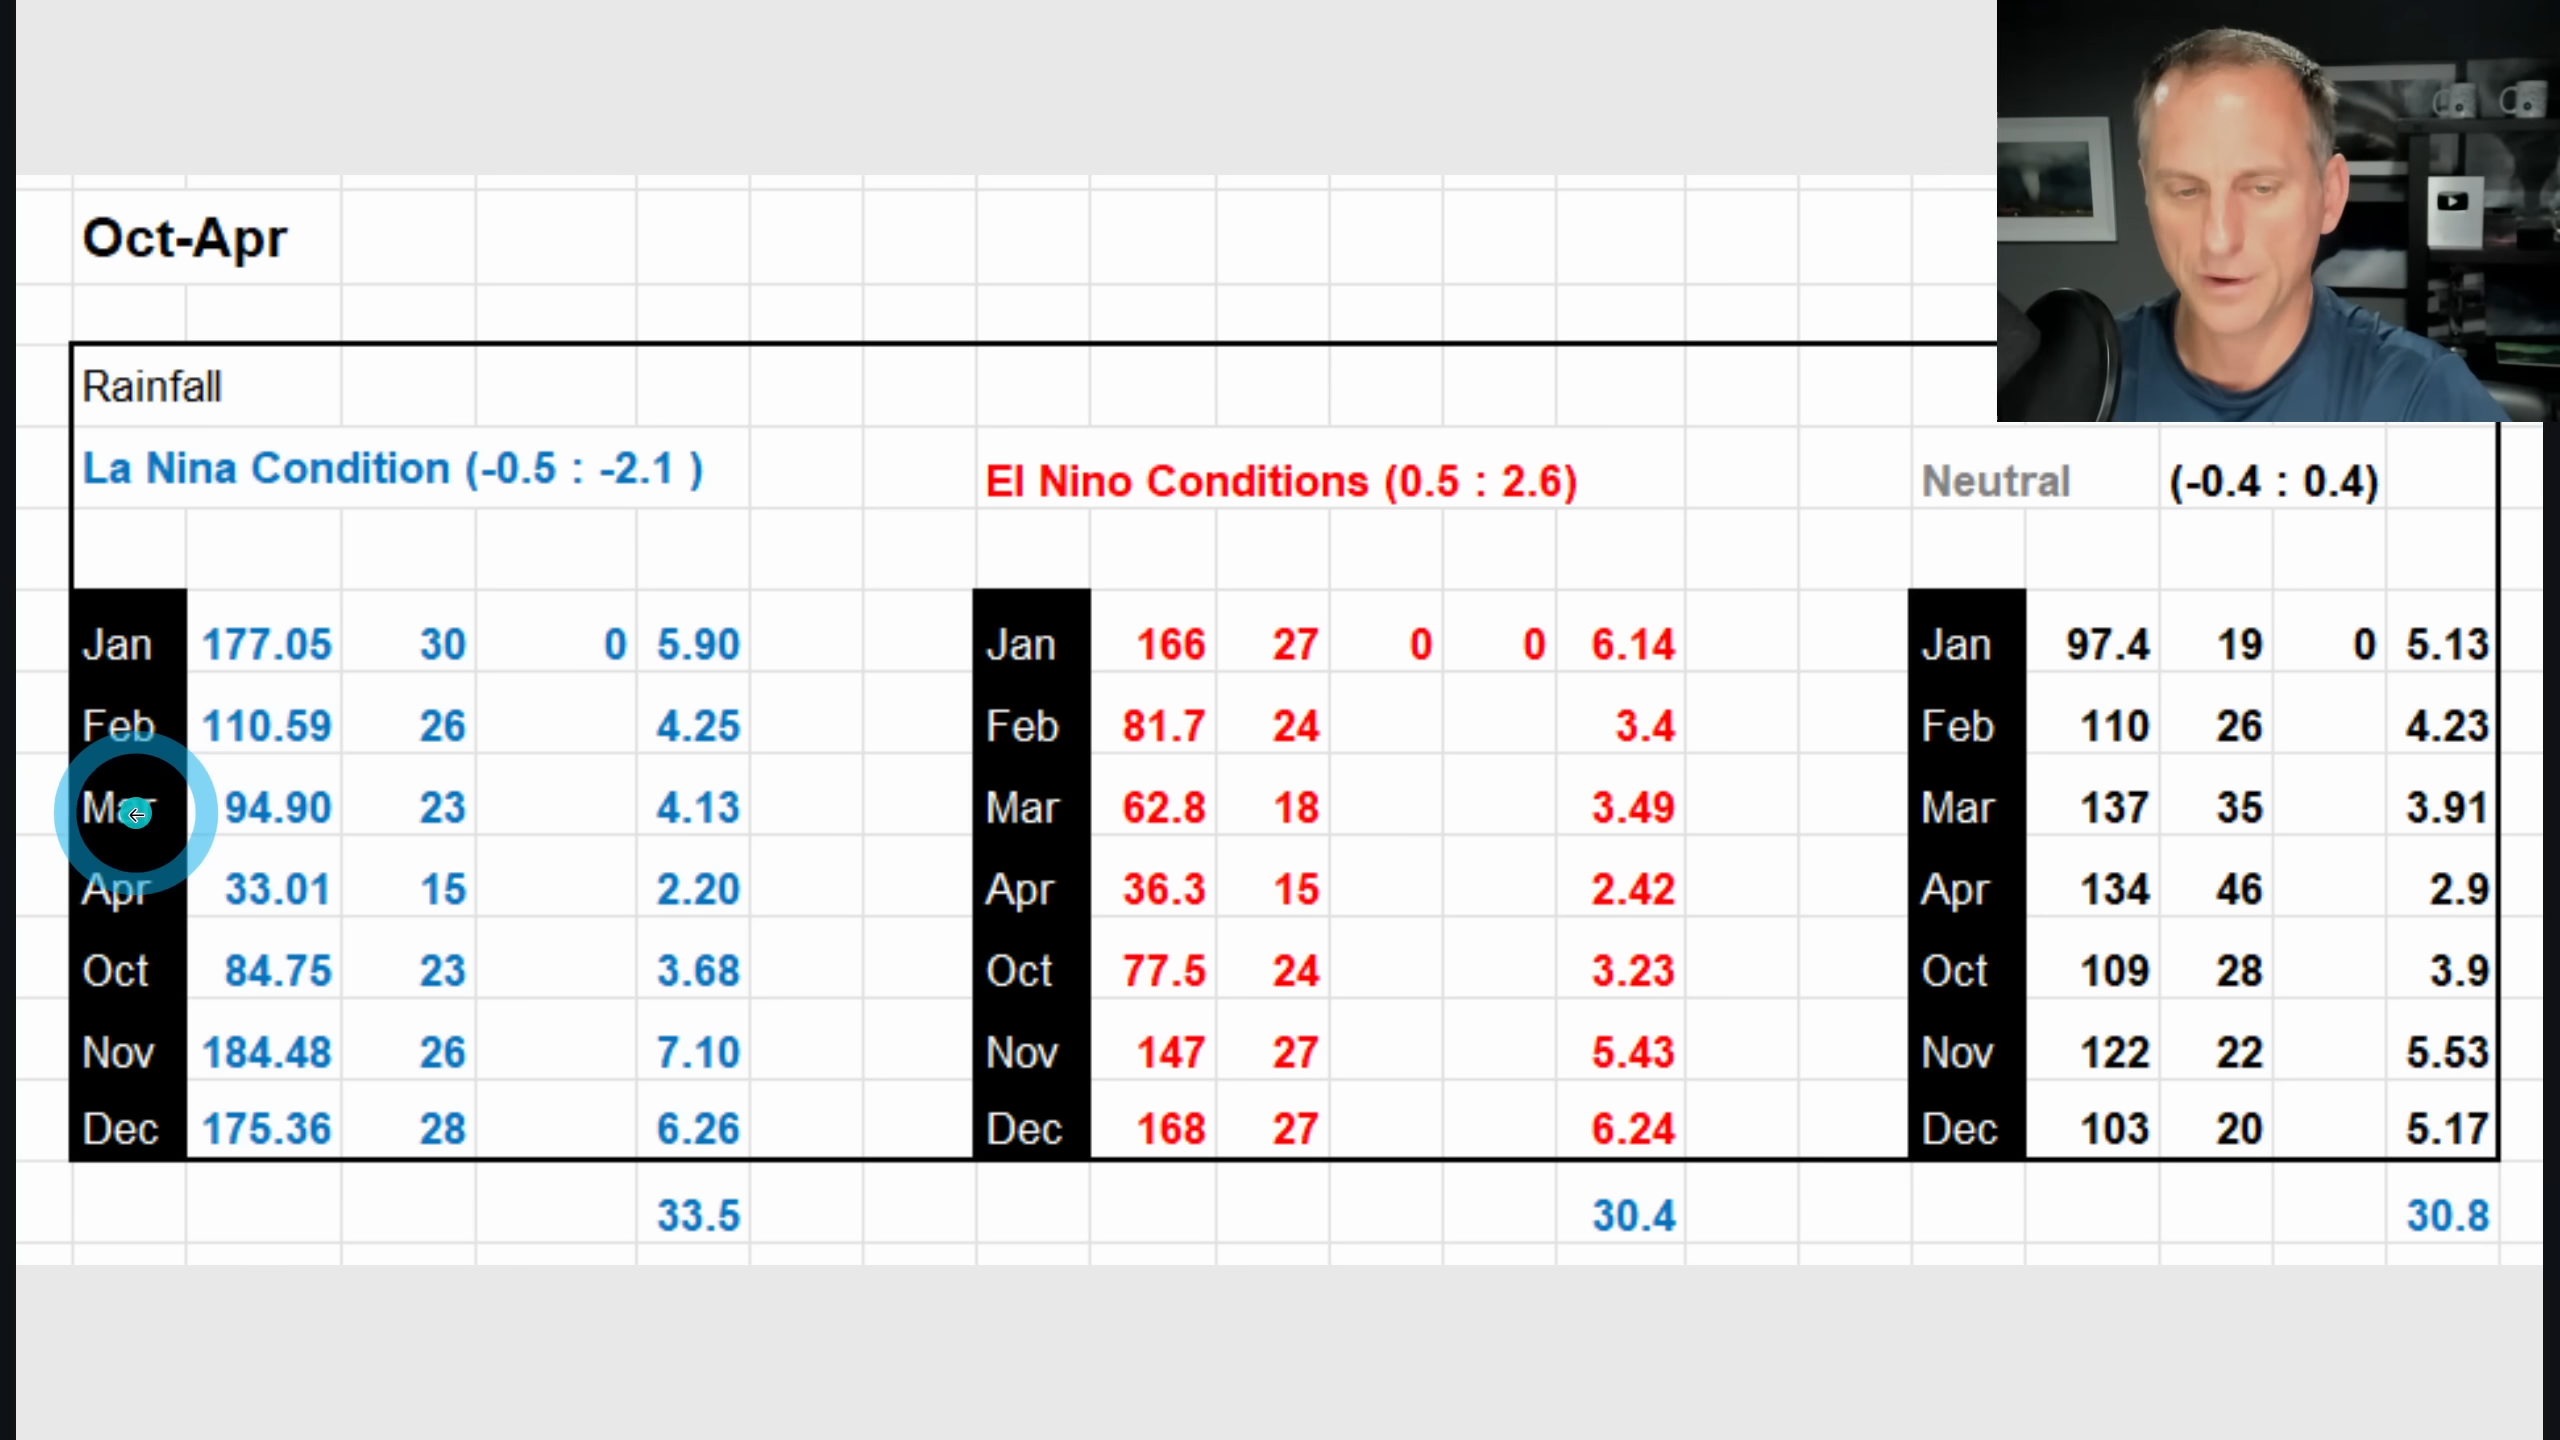 Oct-Apr
Rainfall
La Nina Condition (-0.5 : -2.1 )
El Nino Conditions (0.5 : 2.6)
Neutral (-0.4 : 0.4)
Jan 177.05 30 0 5.90 Jan 166 27 0 0 6.14 Jan 97.4 19 0 5.13
Feb 110.59 26 4.25 Feb 81.7 24 3.4 Feb 110 26 4.23
Mar 94.90 23 4.13 Mar 62.8 18 3.49 Mar 137 35 3.91
Apr 33.01 15 2.20 Apr 36.3 15 2.42 Apr 134 46 2.9
Oct 84.75 23 3.68 Oct 77.5 24 3.23 Oct 109 28 3.9
Nov 184.48 26 7.10 Nov 147 27 5.43 Nov 122 22 5.53
Dec 175.36 28 6.26 Dec 168 27 6.24 Dec 103 20 5.17
33.5 30.4 30.8